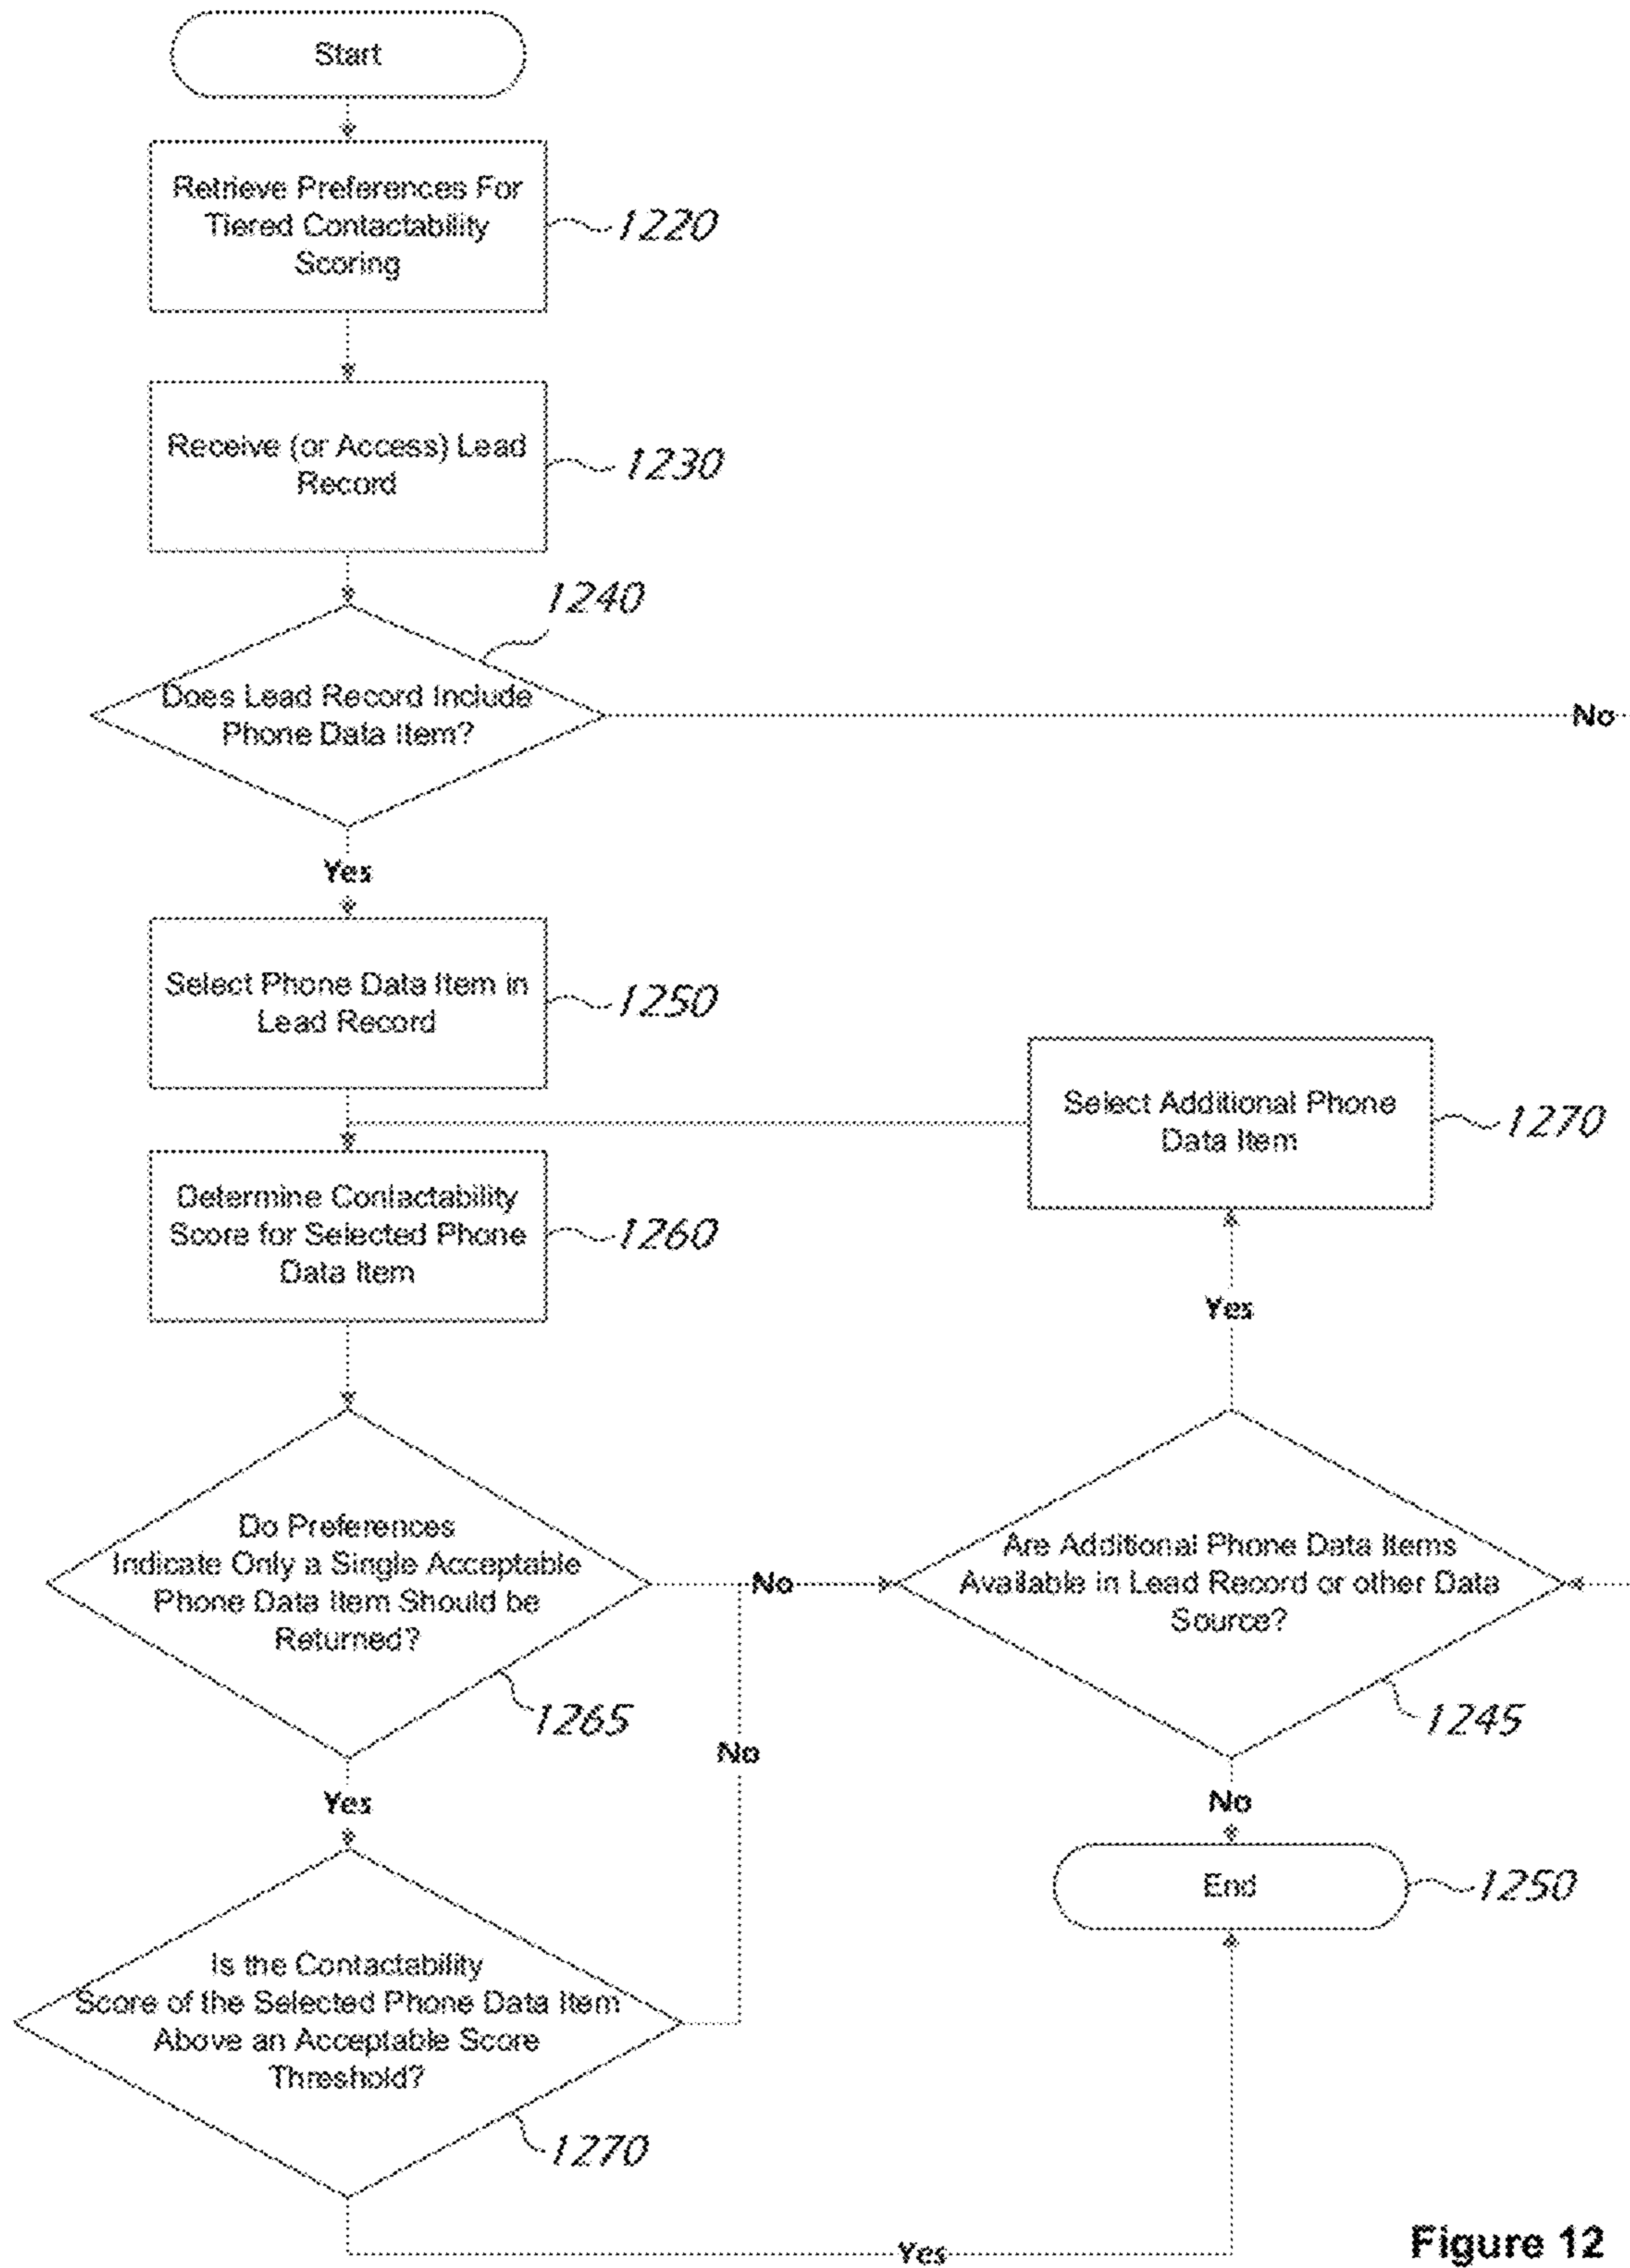 Start
Retrieve Preferences For
Tiered Contactability
Scoring
1220
Receive (or Access) Lead
Record
1230
1240
Does Lead Record Include
Phone Data Item?
No
Yes
Select Phone Data Item in
Lead Record
1250
Select Additional Phone
Data Item
1270
Determine Contactability
Score for Selected Phone
Data Item
1260
Yes
Do Preferences
Indicate Only a Single Acceptable
Phone Data Item Should be
Returned?
No
Are Additional Phone Data Items
Available in Lead Record or other Data
Source?
1265
1245
No
Yes
No
End
1250
Is the Contactability
Score of the Selected Phone Data Item
Above an Acceptable Score
Threshold?
1270
Yes
Figure 12